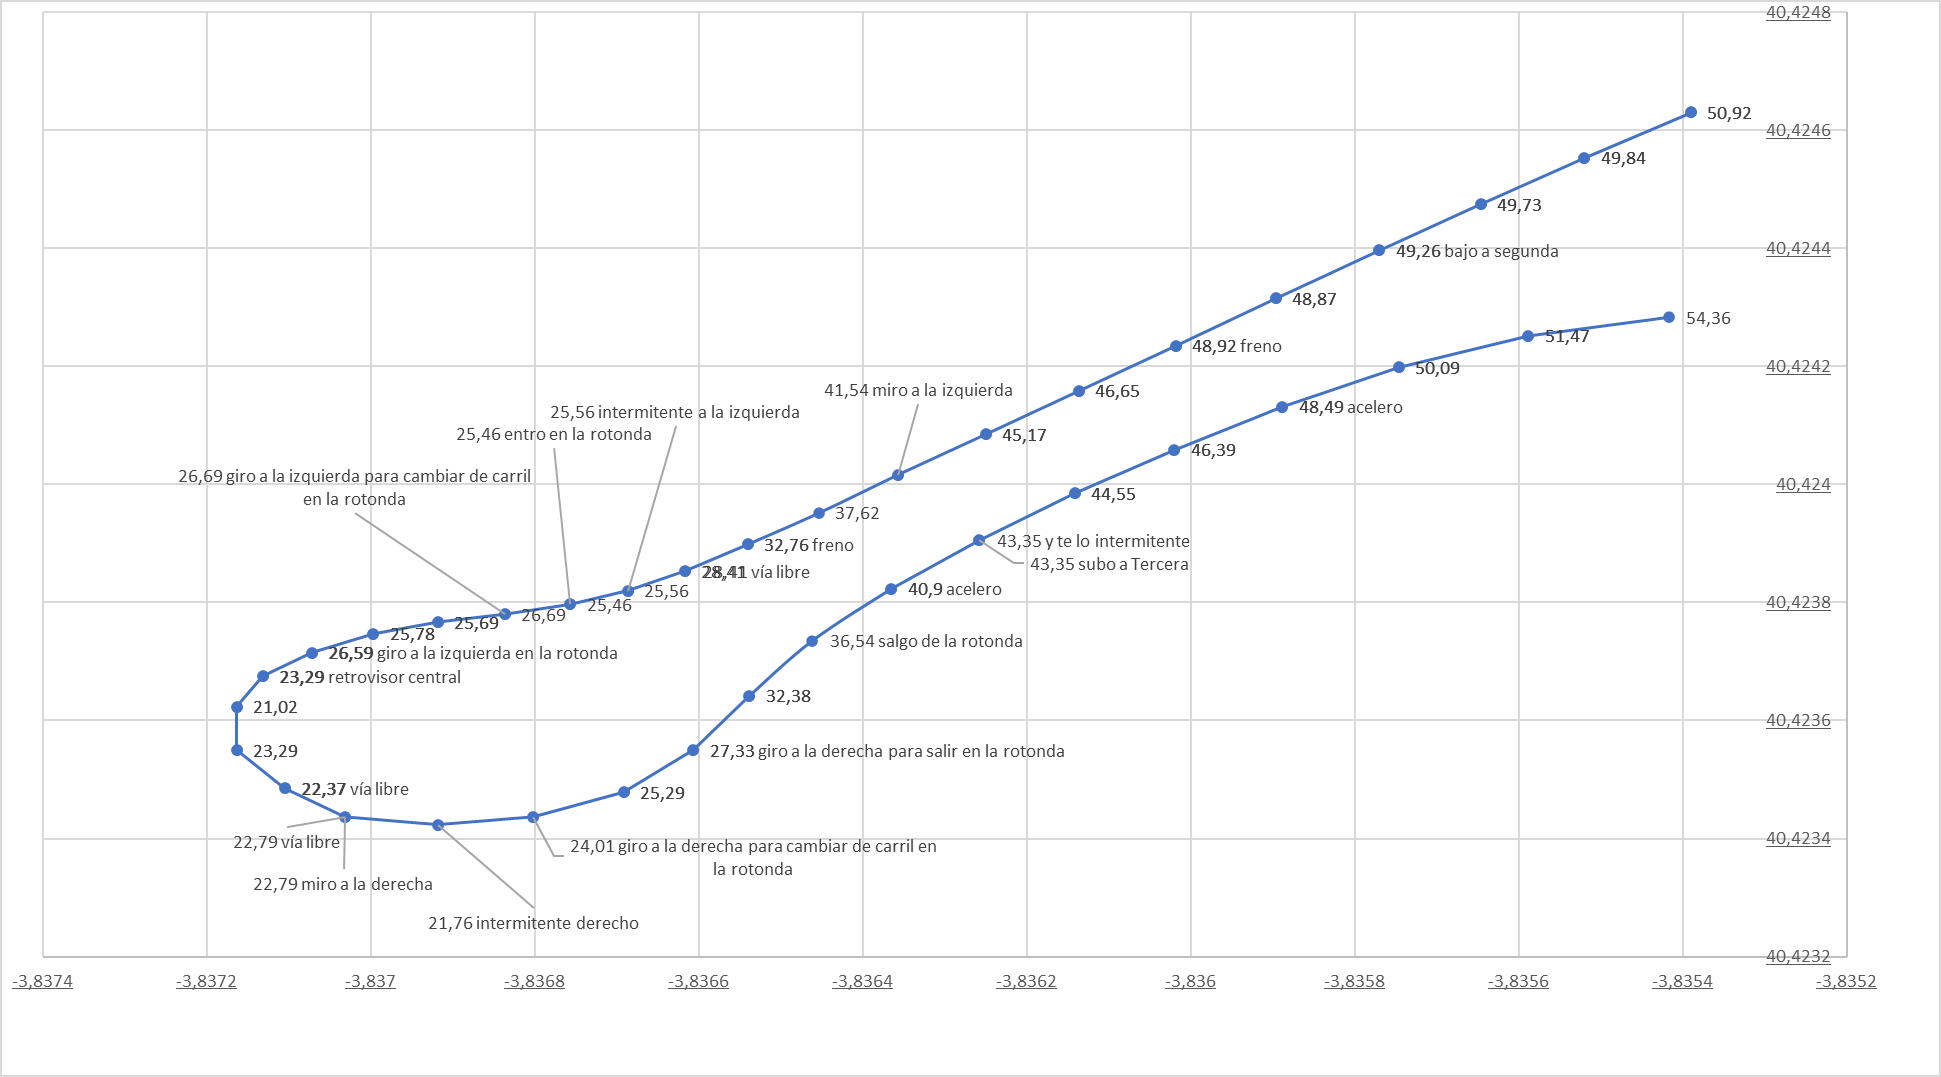 40,4248
50,92
40,4246
49,84
49,73
40,4244
49,26 bajo a segunda
48,87
54,36
51,47
48,92 freno
40,4242
50,09
41,54 miro a la izquierda
46,65
25,56 intermitente a la izquierda
48,49 acelero
25,46 entro en la rotonda
45,17
46,39
26,69 giro a la izquierda para cambiar de carril
en la rotonda
40,424
44,55
37,62
32,76 freno
43,35 y te lo intermitente
43,35 subo a Tercera
28,41 vía libre
28,41
25,56
40,9 acelero
40,4238
25,46
26,69
25,69
25,78
36,54 salgo de la rotonda
26,59 giro a la izquierda en la rotonda
23,29 retrovisor central
32,38
21,02
40,4236
23,29
27,33 giro a la derecha para salir en la rotonda
22,37 vía libre
25,29
22,79 vía libre
40,4234
24,01 giro a la derecha para cambiar de carril en
la rotonda
22,79 miro a la derecha
21,76 intermitente derecho
40,4232
-3,8374 -3,8372 -3,837 -3,8368 -3,8366 -3,8364 -3,8362 -3,836 -3,8358 -3,8356 -3,8354 -3,8352